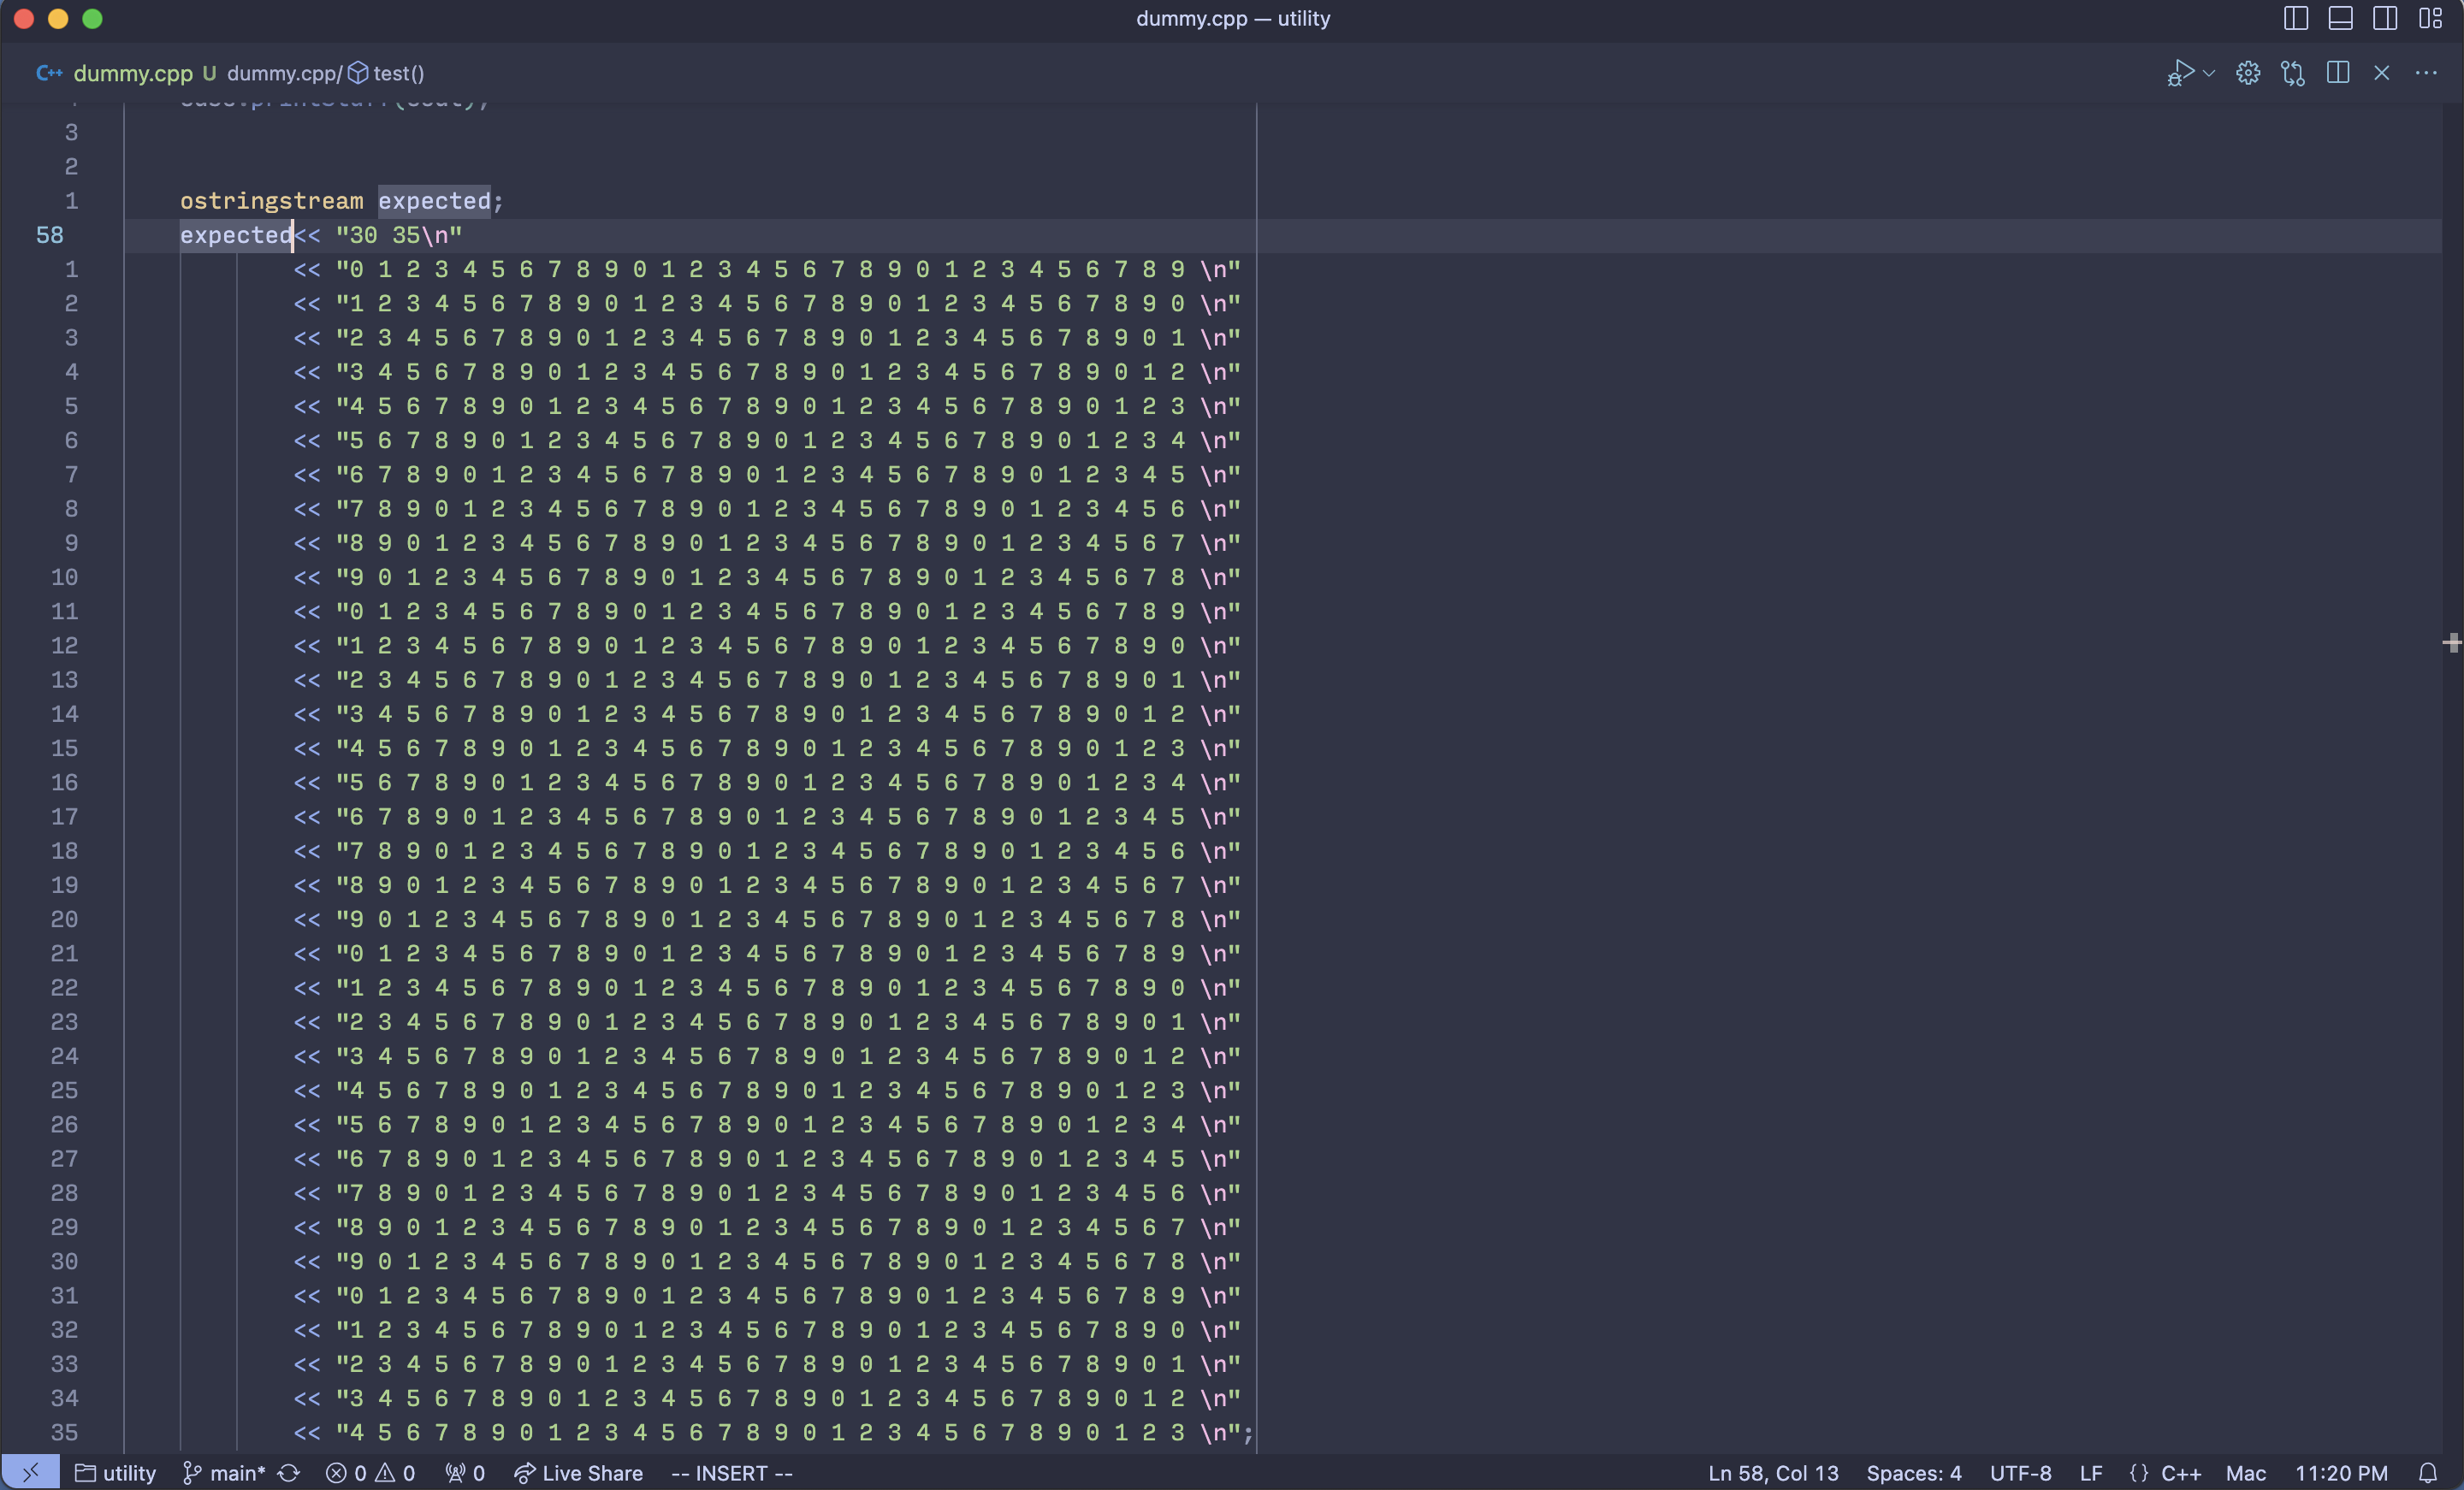 dummy.cpp — utility
C++ dummy.cpp U dummy.cpp/ test()
3
2
1 ostringstream expected;
58 expected<< "30 35\n"
1 << "0 1 2 3 4 5 6 7 8 9 0 1 2 3 4 5 6 7 8 9 0 1 2 3 4 5 6 7 8 9 \n"
2 << "1 2 3 4 5 6 7 8 9 0 1 2 3 4 5 6 7 8 9 0 1 2 3 4 5 6 7 8 9 0 \n"
3 << "2 3 4 5 6 7 8 9 0 1 2 3 4 5 6 7 8 9 0 1 2 3 4 5 6 7 8 9 0 1 \n"
4 << "3 4 5 6 7 8 9 0 1 2 3 4 5 6 7 8 9 0 1 2 3 4 5 6 7 8 9 0 1 2 \n"
5 << "4 5 6 7 8 9 0 1 2 3 4 5 6 7 8 9 0 1 2 3 4 5 6 7 8 9 0 1 2 3 \n"
6 << "5 6 7 8 9 0 1 2 3 4 5 6 7 8 9 0 1 2 3 4 5 6 7 8 9 0 1 2 3 4 \n"
7 << "6 7 8 9 0 1 2 3 4 5 6 7 8 9 0 1 2 3 4 5 6 7 8 9 0 1 2 3 4 5 \n"
8 << "7 8 9 0 1 2 3 4 5 6 7 8 9 0 1 2 3 4 5 6 7 8 9 0 1 2 3 4 5 6 \n"
9 << "8 9 0 1 2 3 4 5 6 7 8 9 0 1 2 3 4 5 6 7 8 9 0 1 2 3 4 5 6 7 \n"
10 << "9 0 1 2 3 4 5 6 7 8 9 0 1 2 3 4 5 6 7 8 9 0 1 2 3 4 5 6 7 8 \n"
11 << "0 1 2 3 4 5 6 7 8 9 0 1 2 3 4 5 6 7 8 9 0 1 2 3 4 5 6 7 8 9 \n"
12 << "1 2 3 4 5 6 7 8 9 0 1 2 3 4 5 6 7 8 9 0 1 2 3 4 5 6 7 8 9 0 \n"
13 << "2 3 4 5 6 7 8 9 0 1 2 3 4 5 6 7 8 9 0 1 2 3 4 5 6 7 8 9 0 1 \n"
14 << "3 4 5 6 7 8 9 0 1 2 3 4 5 6 7 8 9 0 1 2 3 4 5 6 7 8 9 0 1 2 \n"
15 << "4 5 6 7 8 9 0 1 2 3 4 5 6 7 8 9 0 1 2 3 4 5 6 7 8 9 0 1 2 3 \n"
16 << "5 6 7 8 9 0 1 2 3 4 5 6 7 8 9 0 1 2 3 4 5 6 7 8 9 0 1 2 3 4 \n"
17 << "6 7 8 9 0 1 2 3 4 5 6 7 8 9 0 1 2 3 4 5 6 7 8 9 0 1 2 3 4 5 \n"
18 << "7 8 9 0 1 2 3 4 5 6 7 8 9 0 1 2 3 4 5 6 7 8 9 0 1 2 3 4 5 6 \n"
19 << "8 9 0 1 2 3 4 5 6 7 8 9 0 1 2 3 4 5 6 7 8 9 0 1 2 3 4 5 6 7 \n"
20 << "9 0 1 2 3 4 5 6 7 8 9 0 1 2 3 4 5 6 7 8 9 0 1 2 3 4 5 6 7 8 \n"
21 << "0 1 2 3 4 5 6 7 8 9 0 1 2 3 4 5 6 7 8 9 0 1 2 3 4 5 6 7 8 9 \n"
22 << "1 2 3 4 5 6 7 8 9 0 1 2 3 4 5 6 7 8 9 0 1 2 3 4 5 6 7 8 9 0 \n"
23 << "2 3 4 5 6 7 8 9 0 1 2 3 4 5 6 7 8 9 0 1 2 3 4 5 6 7 8 9 0 1 \n"
24 << "3 4 5 6 7 8 9 0 1 2 3 4 5 6 7 8 9 0 1 2 3 4 5 6 7 8 9 0 1 2 \n"
25 << "4 5 6 7 8 9 0 1 2 3 4 5 6 7 8 9 0 1 2 3 4 5 6 7 8 9 0 1 2 3 \n"
26 << "5 6 7 8 9 0 1 2 3 4 5 6 7 8 9 0 1 2 3 4 5 6 7 8 9 0 1 2 3 4 \n"
27 << "6 7 8 9 0 1 2 3 4 5 6 7 8 9 0 1 2 3 4 5 6 7 8 9 0 1 2 3 4 5 \n"
28 << "7 8 9 0 1 2 3 4 5 6 7 8 9 0 1 2 3 4 5 6 7 8 9 0 1 2 3 4 5 6 \n"
29 << "8 9 0 1 2 3 4 5 6 7 8 9 0 1 2 3 4 5 6 7 8 9 0 1 2 3 4 5 6 7 \n"
30 << "9 0 1 2 3 4 5 6 7 8 9 0 1 2 3 4 5 6 7 8 9 0 1 2 3 4 5 6 7 8 \n"
31 << "0 1 2 3 4 5 6 7 8 9 0 1 2 3 4 5 6 7 8 9 0 1 2 3 4 5 6 7 8 9 \n"
32 << "1 2 3 4 5 6 7 8 9 0 1 2 3 4 5 6 7 8 9 0 1 2 3 4 5 6 7 8 9 0 \n"
33 << "2 3 4 5 6 7 8 9 0 1 2 3 4 5 6 7 8 9 0 1 2 3 4 5 6 7 8 9 0 1 \n"
34 << "3 4 5 6 7 8 9 0 1 2 3 4 5 6 7 8 9 0 1 2 3 4 5 6 7 8 9 0 1 2 \n"
35 << "4 5 6 7 8 9 0 1 2 3 4 5 6 7 8 9 0 1 2 3 4 5 6 7 8 9 0 1 2 3 \n";
utility main* 0 0 0 Live Share -- INSERT -- Ln 58, Col 13 Spaces: 4 UTF-8 LF {} C++ Mac 11:20 PM